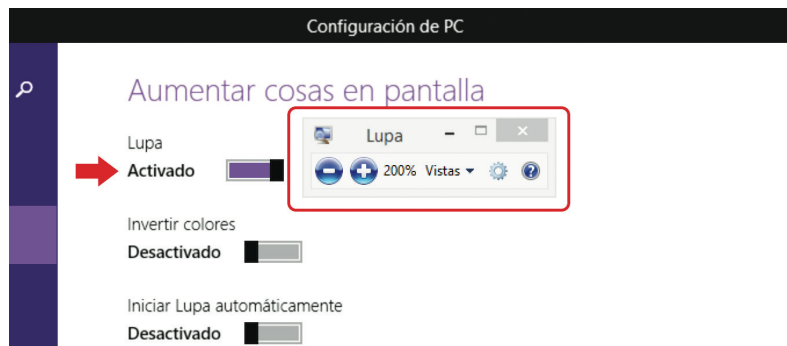 Configuración de PC
Aumentar cosas en pantalla
Lupa
Activado
Lupa
200% Vistas
Invertir colores
Desactivado
Iniciar Lupa automáticamente
Desactivado